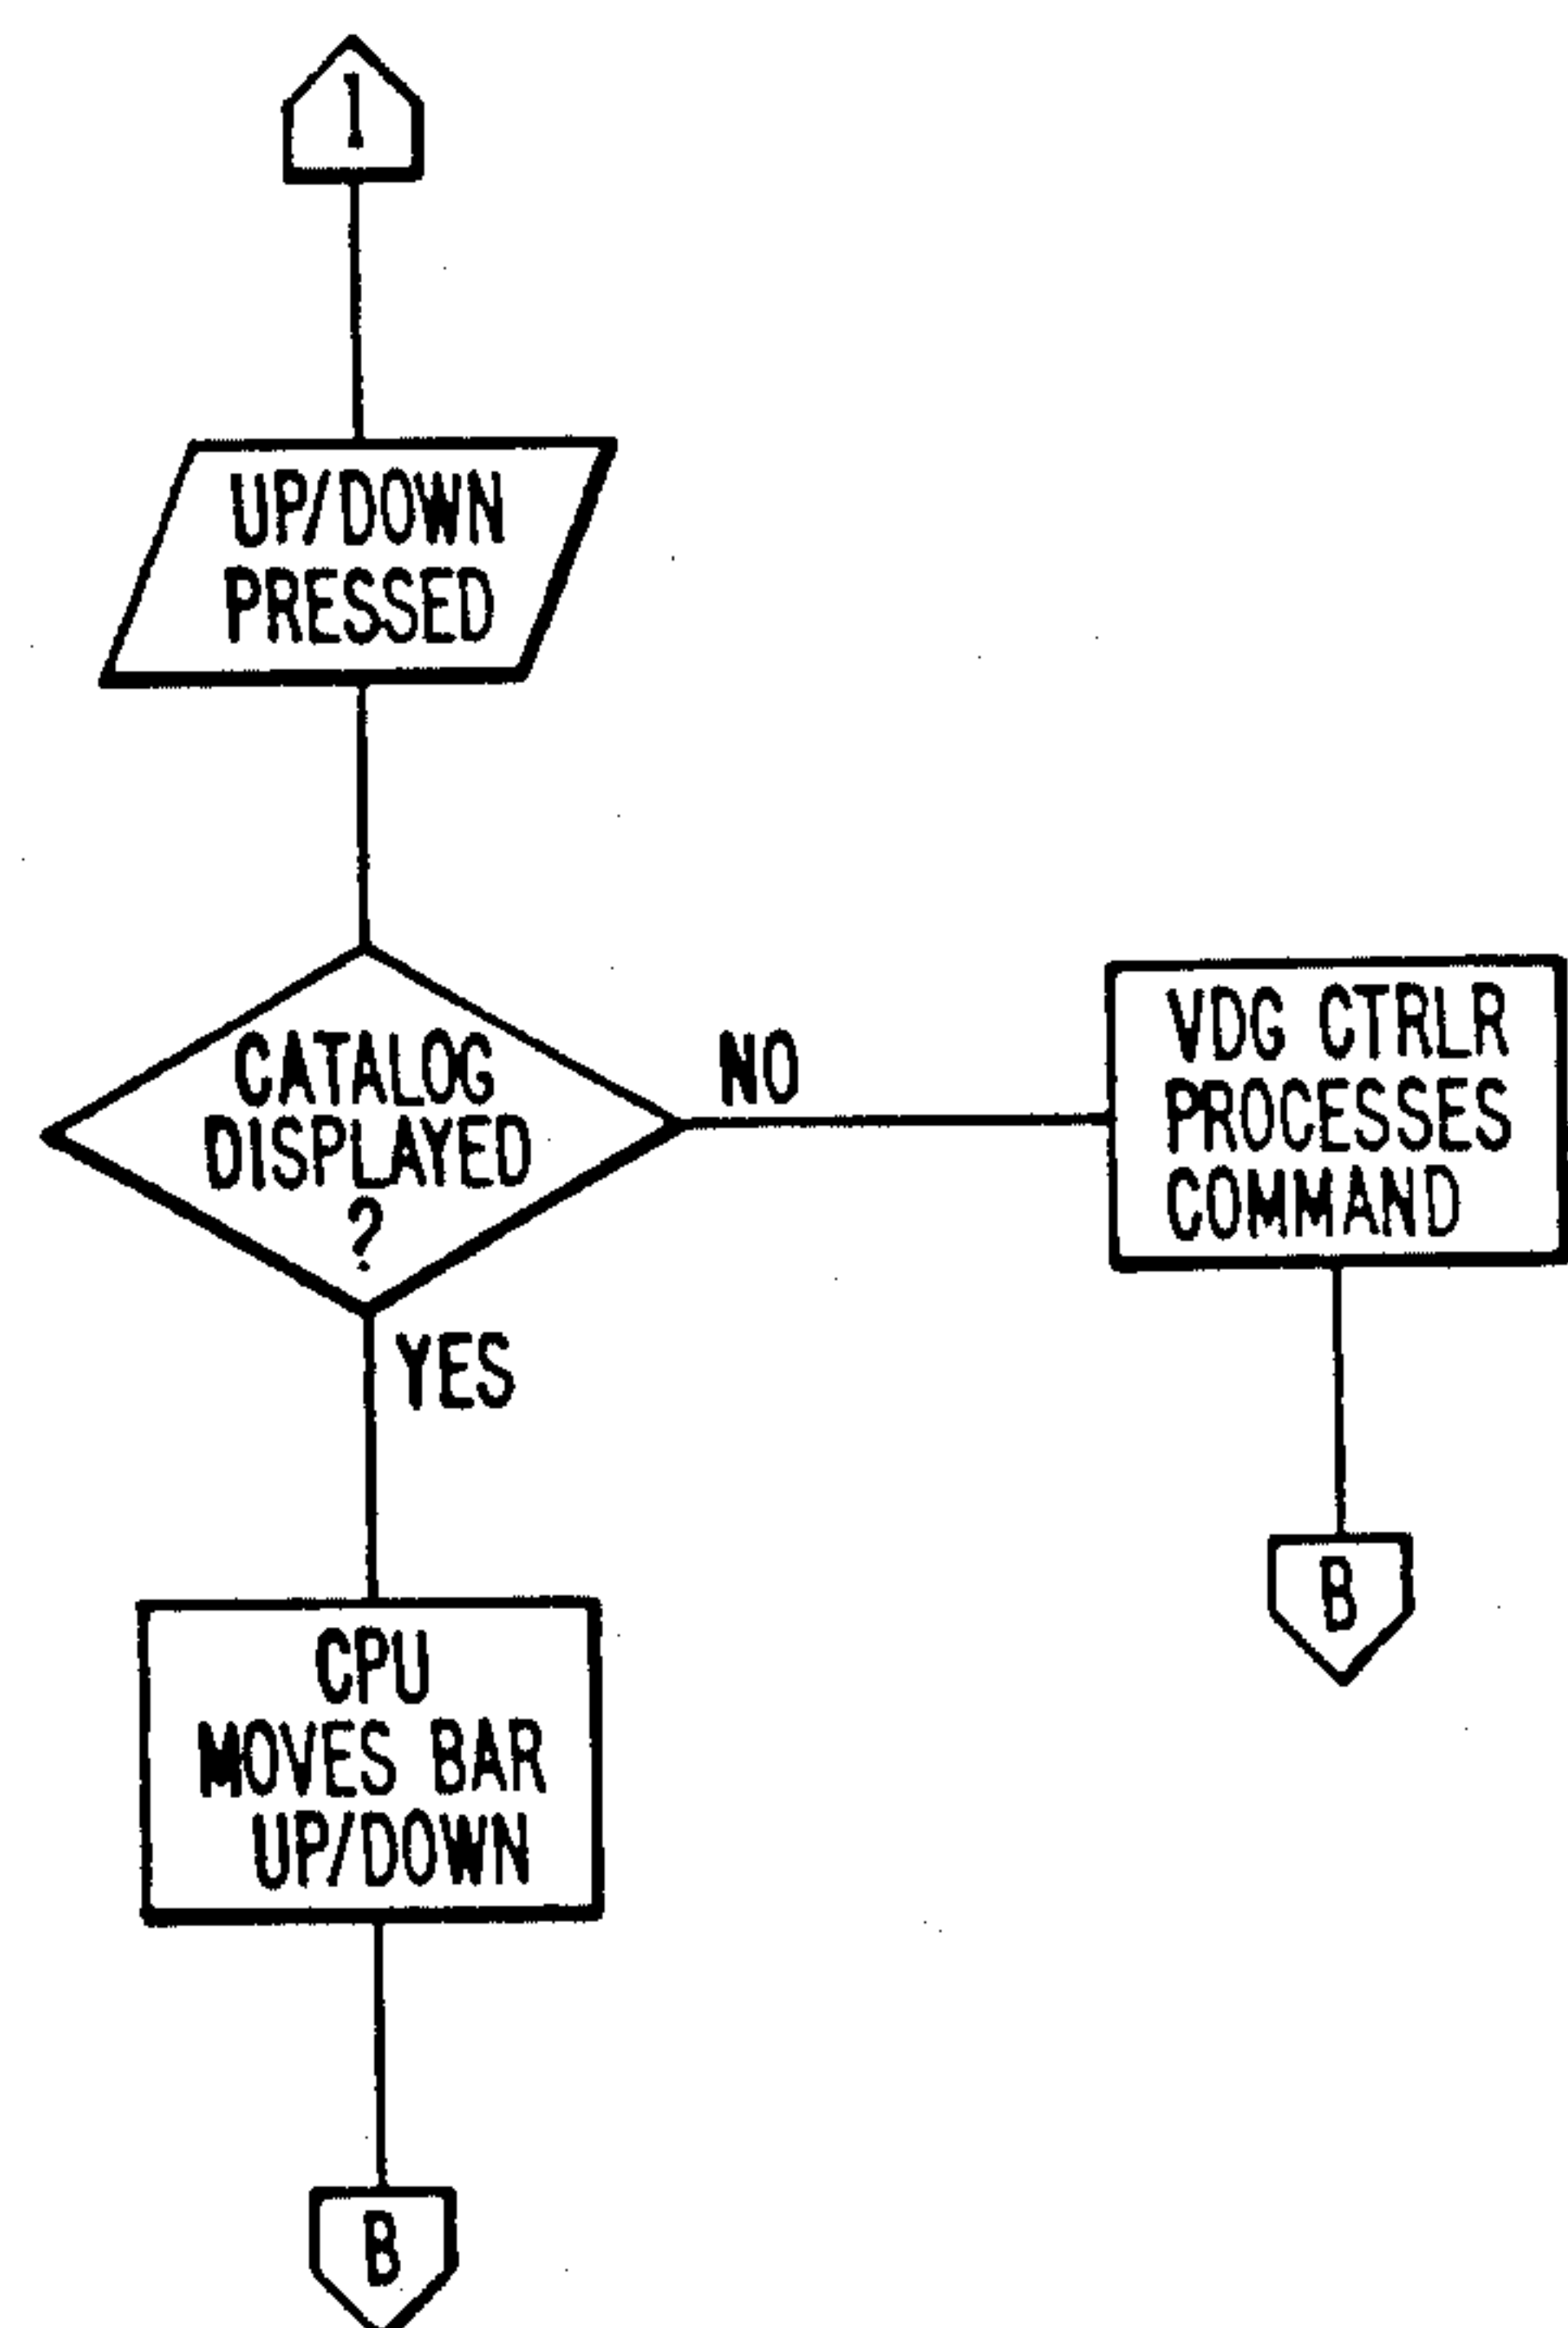 1
UP/DOWN
PRESSED
CATALOG
DISPLAYED
?
NO
VDG CTRLR
PROCESSES
COMMAND
B
YES
CPU
MOVES BAR
UP/DOWN
B